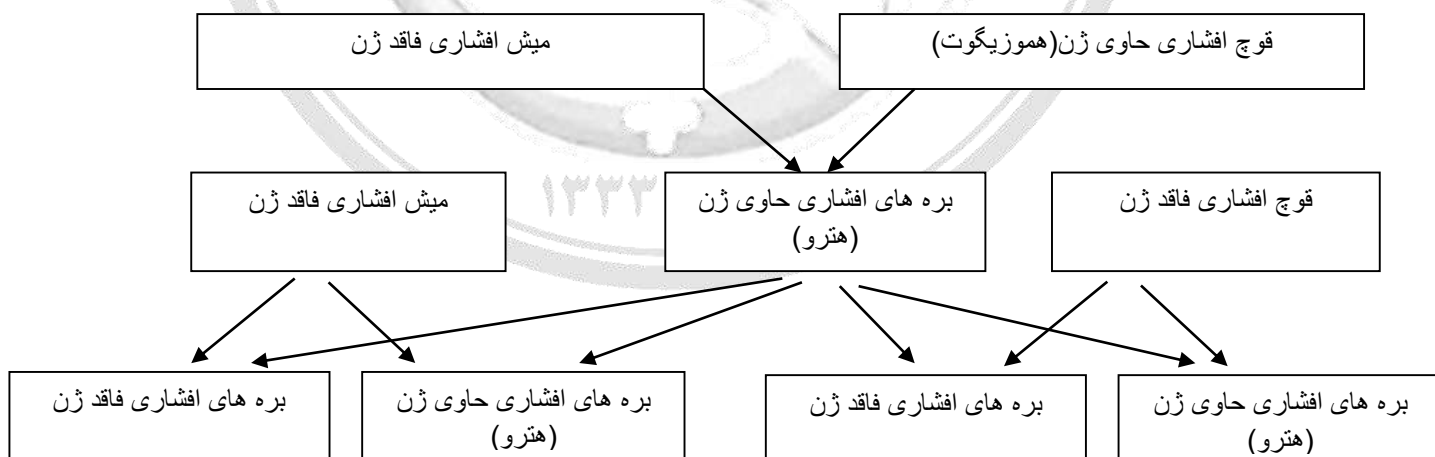 قوچ افشاری حاوی ژن(هموزیگوت)
میش افشاری فاقد ژن
قوچ افشاری فاقد ژن
بره های افشاری حاوی ژن
(هترو)
میش افشاری فاقد ژن
۱۳۳۳
بره های افشاری حاوی ژن
(هترو)
بره های افشاری فاقد ژن
بره های افشاری حاوی ژن
(هترو)
بره های افشاری فاقد ژن